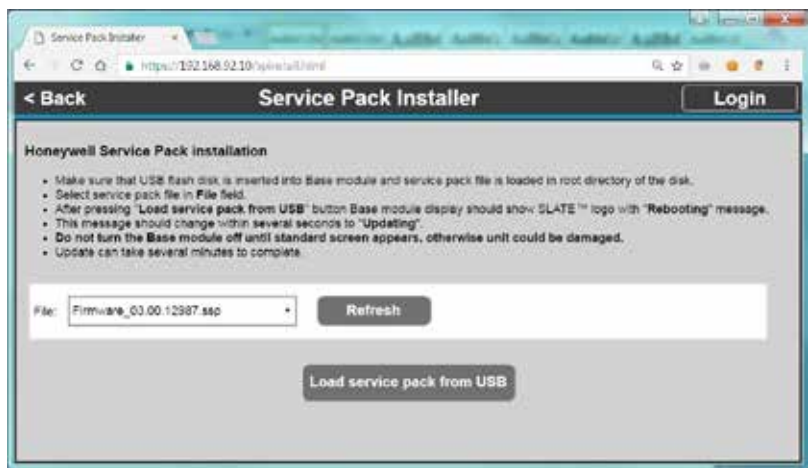 Service Pack Installer
https://192.168.92.10/
< Back
Service Pack Installer
Login
Honeywell Service Pack installation
• Make sure that USB flash disk is inserted into Base module and service pack file is loaded in root directory of the disk.
• Select service pack file in File field.
• After pressing "Load service pack from USB" button Base module display should show SLATE™ logo with "Rebooting" message.
• This message should change within several seconds to "Updating".
• Do not turn the Base module off until standard screen appears, otherwise unit could be damaged.
• Update can take several minutes to complete.
File: Firmware_03.00.12987.ssp
Refresh
Load service pack from USB